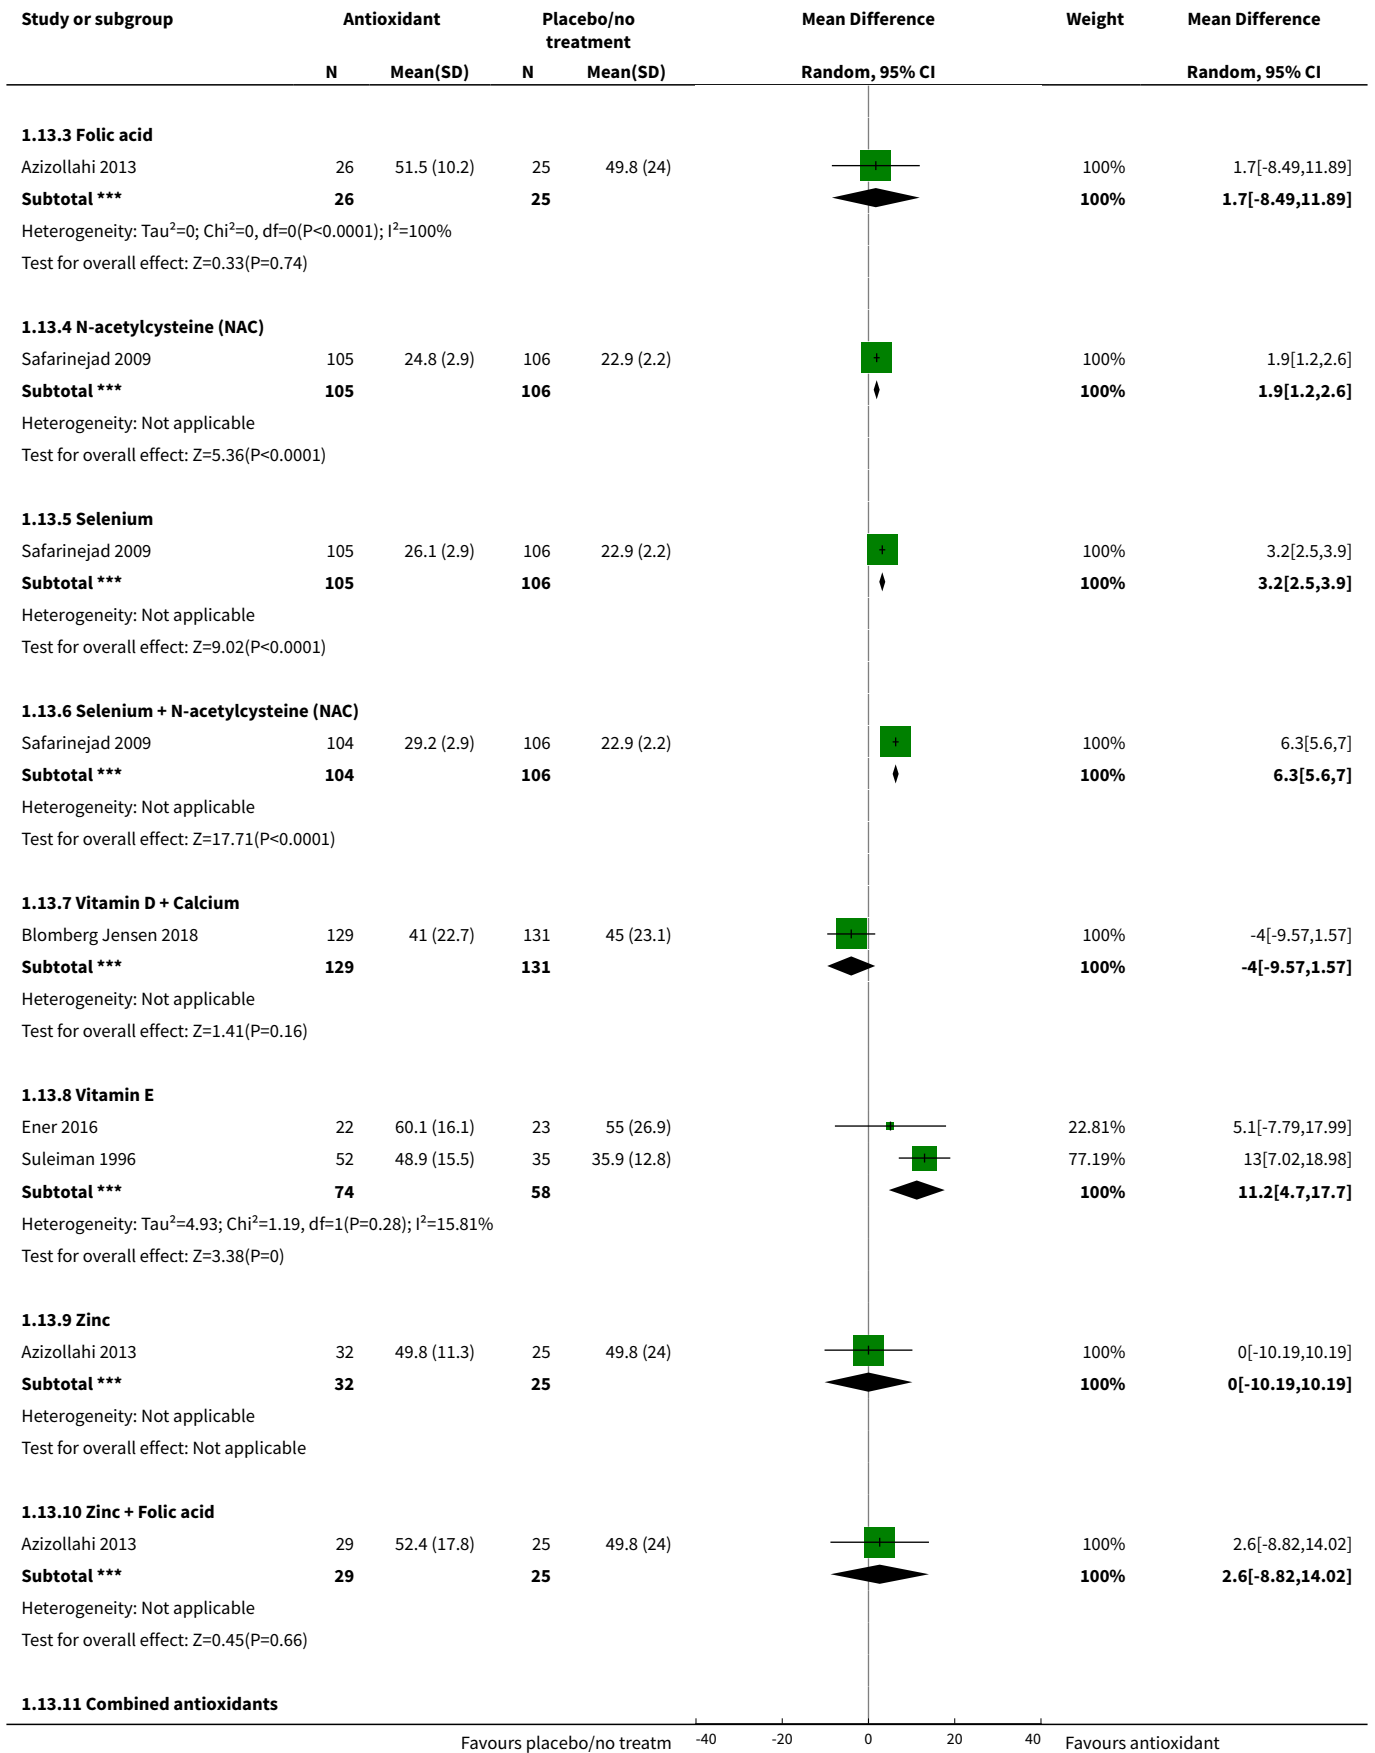 Study or subgroup Antioxidant Placebo/no treatment Mean Difference Weight Mean Difference
N Mean(SD) N Mean(SD) Random, 95% CI Random, 95% CI
1.13.3 Folic acid
Azizollahi 2013 26 51.5 (10.2) 25 49.8 (24) 100% 1.7[-8.49,11.89]
Subtotal *** 26 25 100% 1.7[-8.49,11.89]
Heterogeneity: Tau²=0; Chi²=0, df=0(P<0.0001); I²=100%
Test for overall effect: Z=0.33(P=0.74)
1.13.4 N-acetylcysteine (NAC)
Safarinejad 2009 105 24.8 (2.9) 106 22.9 (2.2) 100% 1.9[1.2,2.6]
Subtotal *** 105 106 100% 1.9[1.2,2.6]
Heterogeneity: Not applicable
Test for overall effect: Z=5.36(P<0.0001)
1.13.5 Selenium
Safarinejad 2009 105 26.1 (2.9) 106 22.9 (2.2) 100% 3.2[2.5,3.9]
Subtotal *** 105 106 100% 3.2[2.5,3.9]
Heterogeneity: Not applicable
Test for overall effect: Z=9.02(P<0.0001)
1.13.6 Selenium + N-acetylcysteine (NAC)
Safarinejad 2009 104 29.2 (2.9) 106 22.9 (2.2) 100% 6.3[5.6,7]
Subtotal *** 104 106 100% 6.3[5.6,7]
Heterogeneity: Not applicable
Test for overall effect: Z=17.71(P<0.0001)
1.13.7 Vitamin D + Calcium
Blomberg Jensen 2018 129 41 (22.7) 131 45 (23.1) 100% -4[-9.57,1.57]
Subtotal *** 129 131 100% -4[-9.57,1.57]
Heterogeneity: Not applicable
Test for overall effect: Z=1.41(P=0.16)
1.13.8 Vitamin E
Ener 2016 22 60.1 (16.1) 23 55 (26.9) 22.81% 5.1[-7.79,17.99]
Suleiman 1996 52 48.9 (15.5) 35 35.9 (12.8) 77.19% 13[7.02,18.98]
Subtotal *** 74 58 100% 11.2[4.7,17.7]
Heterogeneity: Tau²=4.93; Chi²=1.19, df=1(P=0.28); I²=15.81%
Test for overall effect: Z=3.38(P=0)
1.13.9 Zinc
Azizollahi 2013 32 49.8 (11.3) 25 49.8 (24) 100% 0[-10.19,10.19]
Subtotal *** 32 25 100% 0[-10.19,10.19]
Heterogeneity: Not applicable
Test for overall effect: Not applicable
1.13.10 Zinc + Folic acid
Azizollahi 2013 29 52.4 (17.8) 25 49.8 (24) 100% 2.6[-8.82,14.02]
Subtotal *** 29 25 100% 2.6[-8.82,14.02]
Heterogeneity: Not applicable
Test for overall effect: Z=0.45(P=0.66)
1.13.11 Combined antioxidants
Favours placebo/no treatm -40 -20 0 20 40 Favours antioxidant